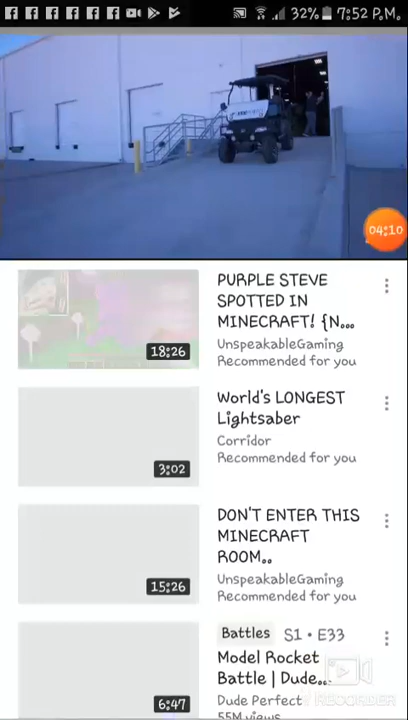 32% 7:52 P.M.
04:10
PURPLE STEVE
SPOTTED IN
MINECRAFT! {N...
18:26
UnspeakableGaming
Recommended for you
World's LONGEST
Lightsaber
Corridor
3:02
Recommended for you
DON'T ENTER THIS
MINECRAFT
ROOM..
15:26
UnspeakableGaming
Recommended for you
Battles S1 • E33
Model Rocket
Battle | Dude...
6:47
Dude Perfect
55M views
RECORDER